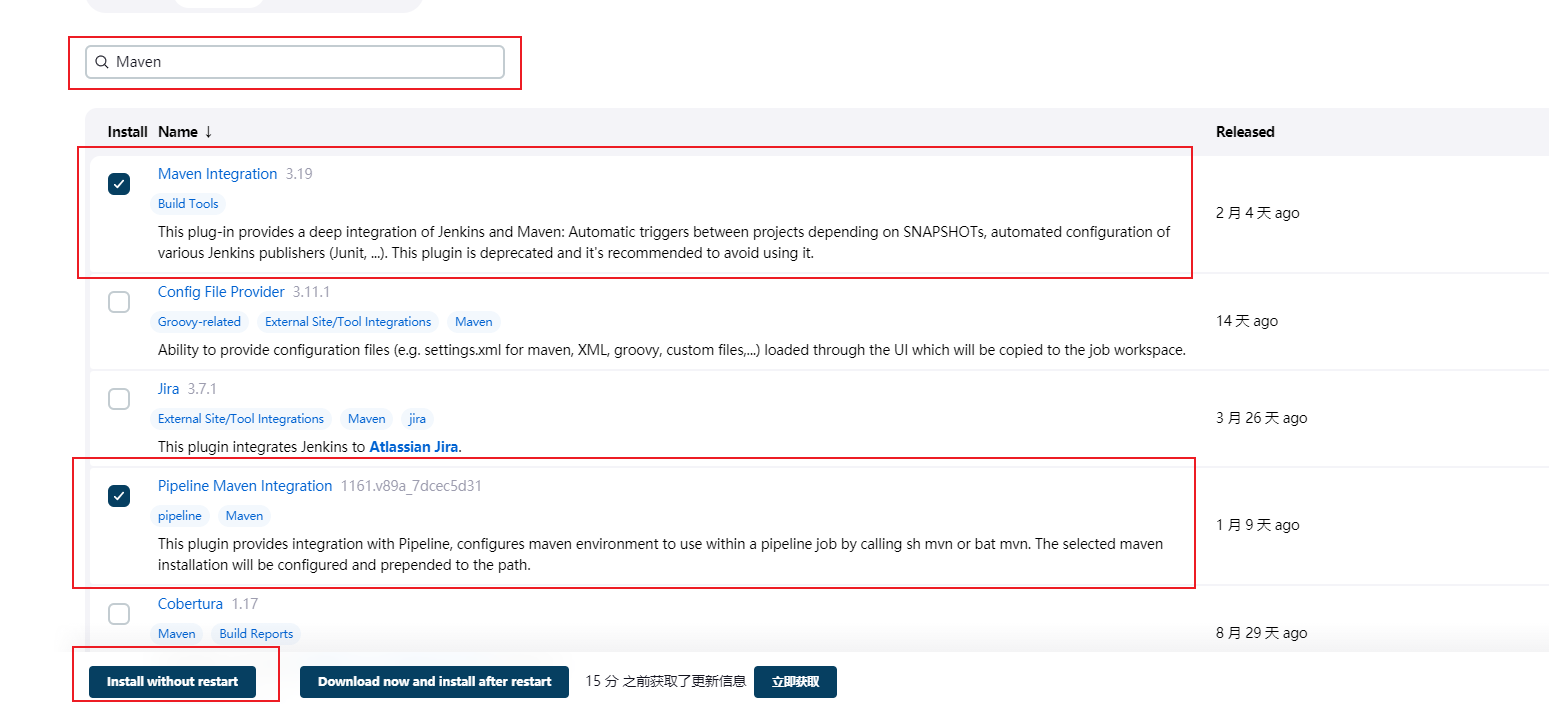 Maven
Install Name ↓ Released
Maven Integration 3.19
Build Tools
This plug-in provides a deep integration of Jenkins and Maven: Automatic triggers between projects depending on SNAPSHOTs, automated configuration of
various Jenkins publishers (Junit, ...). This plugin is deprecated and it's recommended to avoid using it.
2 月 4 天 ago
Config File Provider 3.11.1
Groovy-related External Site/Tool Integrations Maven
Ability to provide configuration files (e.g. settings.xml for maven, XML, groovy, custom files,...) loaded through the UI which will be copied to the job workspace.
14 天 ago
Jira 3.7.1
External Site/Tool Integrations Maven jira
This plugin integrates Jenkins to Atlassian Jira.
3 月 26 天 ago
Pipeline Maven Integration 1161.v89a_7dcec5d31
pipeline Maven
This plugin provides integration with Pipeline, configures maven environment to use within a pipeline job by calling sh mvn or bat mvn. The selected maven
installation will be configured and prepended to the path.
1 月 9 天 ago
Cobertura 1.17
Maven Build Reports
8 月 29 天 ago
Install without restart Download now and install after restart 15 分 之前获取了更新信息 立即获取